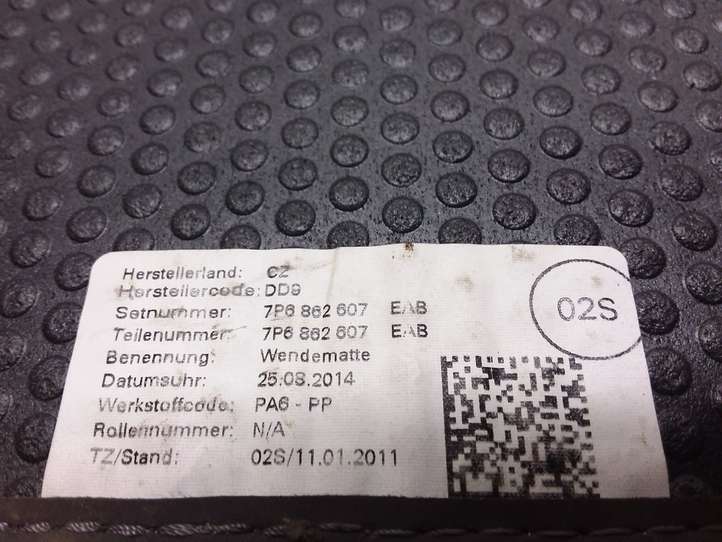 Herstellerland: CZ
Herstellercode: DD9
Setnummer: 7P6 862 607 EAB
Teilenummer: 7P6 862 607 EAB
Benennung: Wendematte
Datumsuhr: 25.08.2014
Werkstoffcode: PA6 - PP
Rollennummer: N/A
TZ/Stand: 02S/11.01.2011
02S